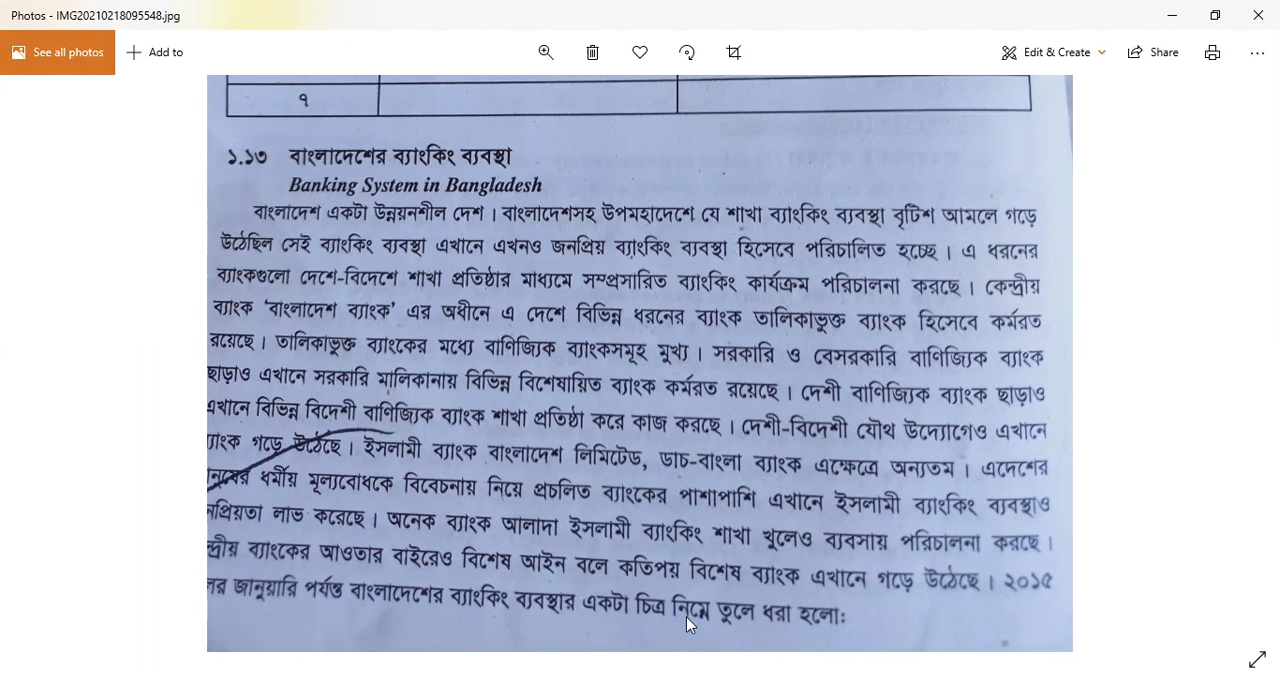 Photos - IMG20210218095548.jpg
See all photos
Add to
Edit & Create
Share
৭
১.১৩ বাংলাদেশের ব্যাংকিং ব্যবস্থা
Banking System in Bangladesh
বাংলাদেশ একটা উন্নয়নশীল দেশ। বাংলাদেশসহ উপমহাদেশে যে শাখা ব্যাংকিং ব্যবস্থা বৃটিশ আমলে গড়ে
উঠেছিল সেই ব্যাংকিং ব্যবস্থা এখানে এখনও জনপ্রিয় ব্যাংকিং ব্যবস্থা হিসেবে পরিচালিত হচ্ছে। এ ধরনের
ব্যাংকগুলো দেশে-বিদেশে শাখা প্রতিষ্ঠার মাধ্যমে সম্প্রসারিত ব্যাংকিং কার্যক্রম পরিচালনা করছে। কেন্দ্রীয়
ব্যাংক ‘বাংলাদেশ ব্যাংক’ এর অধীনে এ দেশে বিভিন্ন ধরনের ব্যাংক তালিকাভুক্ত ব্যাংক হিসেবে কর্মরত
রয়েছে। তালিকাভুক্ত ব্যাংকের মধ্যে বাণিজ্যিক ব্যাংকসমূহ মুখ্য। সরকারি ও বেসরকারি বাণিজ্যিক ব্যাংক
ছাড়াও এখানে সরকারি মালিকানায় বিভিন্ন বিশেষায়িত ব্যাংক কর্মরত রয়েছে। দেশী বাণিজ্যিক ব্যাংক ছাড়াও
এখানে বিভিন্ন বিদেশী বাণিজ্যিক ব্যাংক শাখা প্রতিষ্ঠা করে কাজ করছে। দেশী-বিদেশী যৌথ উদ্যোগেও এখানে
্যাংক গড়ে উঠেছে। ইসলামী ব্যাংক বাংলাদেশ লিমিটেড, ডাচ-বাংলা ব্যাংক এক্ষেত্রে অন্যতম। এদেশের
ধর্মীয় মূল্যবোধকে বিবেচনায় নিয়ে প্রচলিত ব্যাংকের পাশাপাশি এখানে ইসলামী ব্যাংকিং ব্যবস্থাও
নপ্রিয়তা লাভ করেছে। অনেক ব্যাংক আলাদা ইসলামী ব্যাংকিং শাখা খুলেও ব্যবসায় পরিচালনা করছে।
ন্দ্রীয় ব্যাংকের আওতার বাইরেও বিশেষ আইন বলে কতিপয় বিশেষ ব্যাংক এখানে গড়ে উঠেছে। ২০১৫
লের জানুয়ারি পর্যন্ত বাংলাদেশের ব্যাংকিং ব্যবস্থার একটা চিত্র নিম্নে তুলে ধরা হলো: